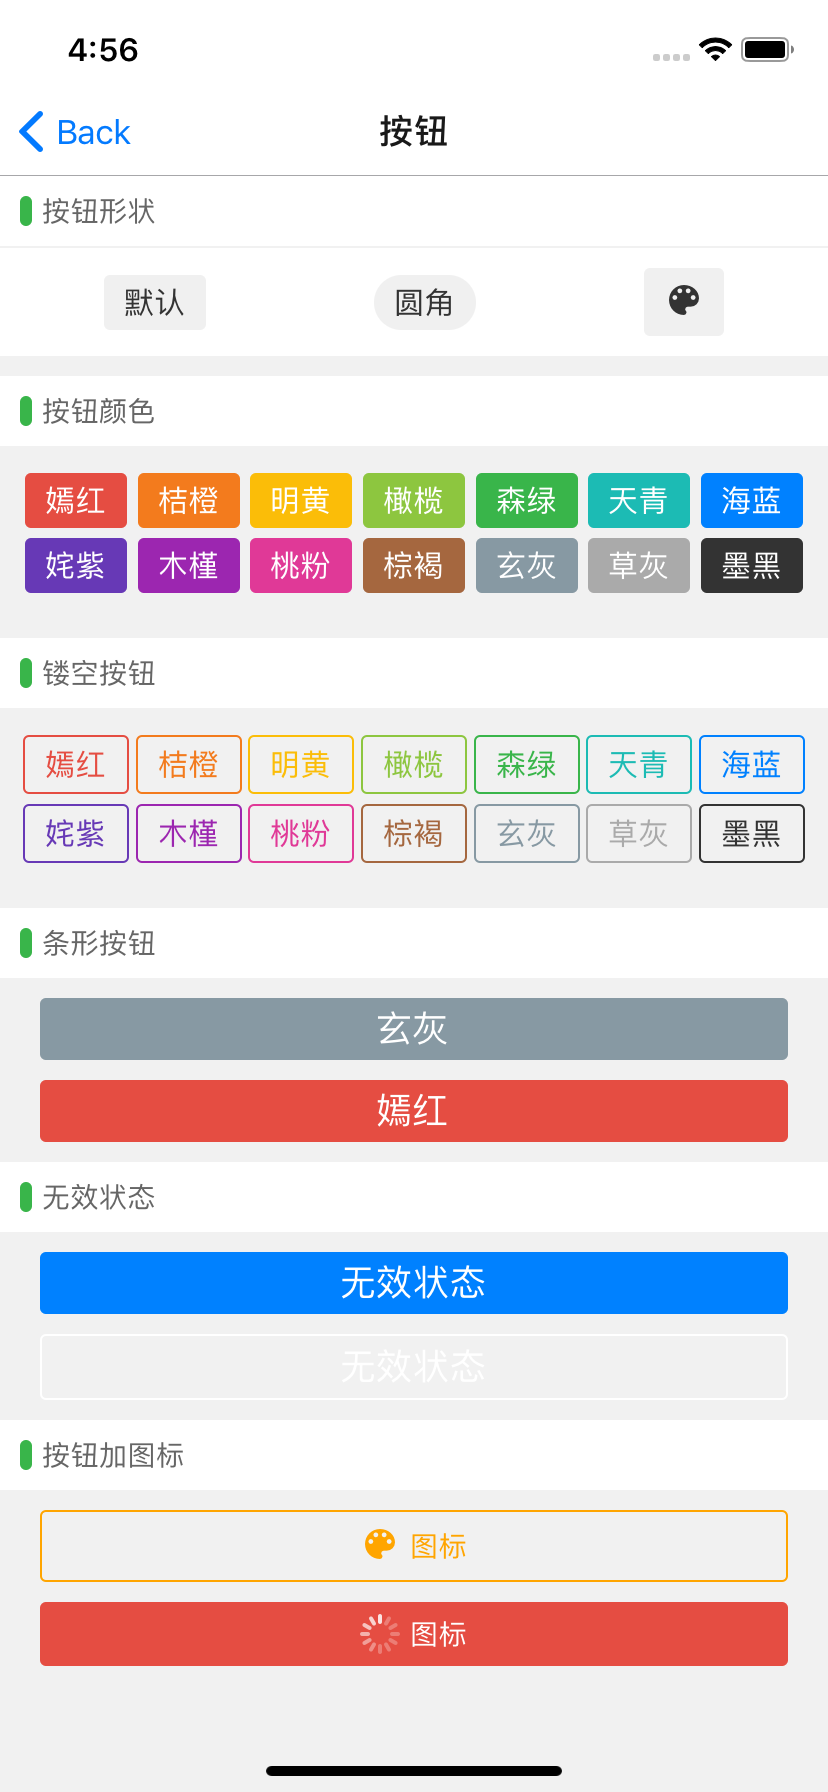 4:56
Back
按钮
按钮形状
默认 圆角
按钮颜色
嫣红 桔橙 明黄 橄榄 森绿 天青 海蓝
姹紫 木槿 桃粉 棕褐 玄灰 草灰 墨黑
镂空按钮
嫣红 桔橙 明黄 橄榄 森绿 天青 海蓝
姹紫 木槿 桃粉 棕褐 玄灰 草灰 墨黑
条形按钮
玄灰
嫣红
无效状态
无效状态
无效状态
按钮加图标
图标
图标